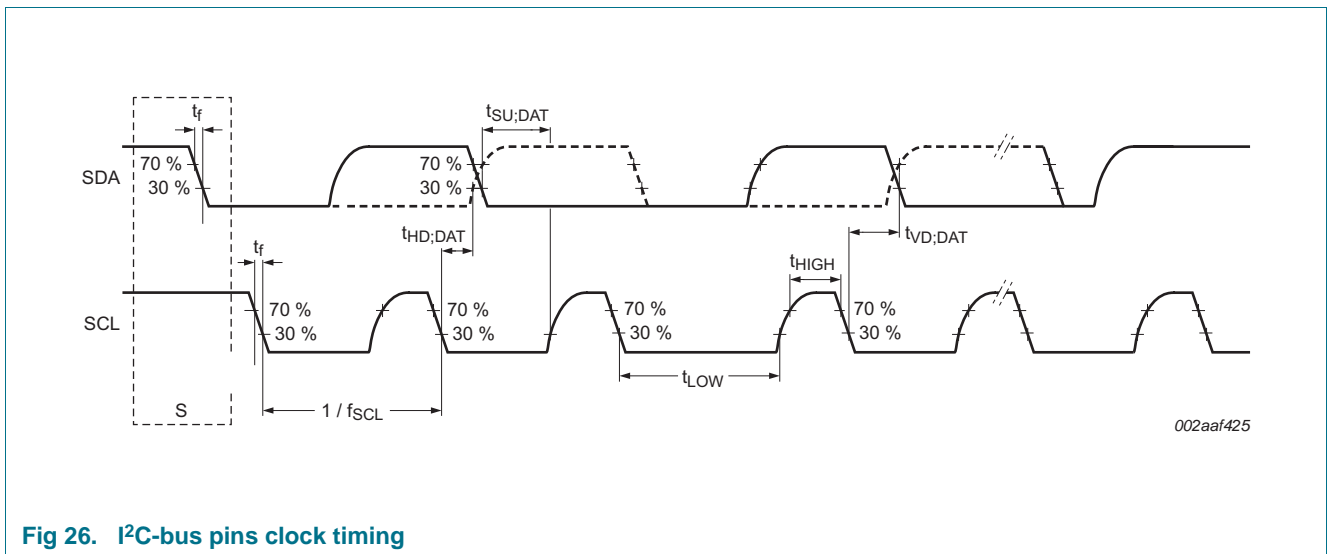 tf
tSU;DAT
70 %
30 %
70 %
30 %
SDA
tHD;DAT
tVD;DAT
tf
tHIGH
70 %
30 %
70 %
30 %
70 %
30 %
70 %
30 %
SCL
tLOW
S
1 / fSCL
002aaf425
Fig 26. I2C-bus pins clock timing